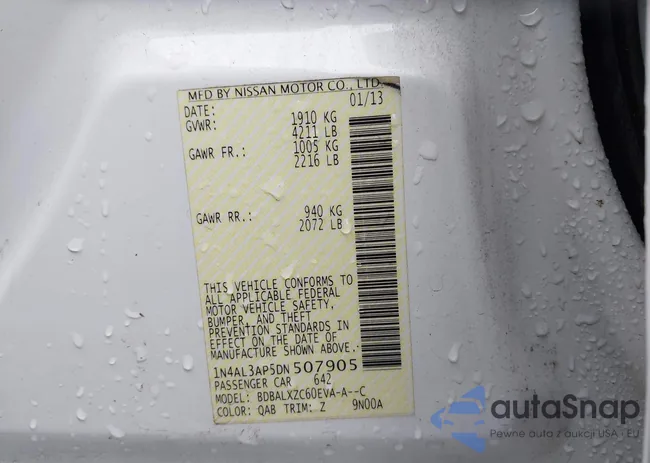 MFD BY NISSAN MOTOR CO., LTD.
DATE: 01/13
GVWR: 1910 KG
4211 LB
GAWR FR.: 1005 KG
2216 LB
GAWR RR.: 940 KG
2072 LB
THIS VEHICLE CONFORMS TO
ALL APPLICABLE FEDERAL
MOTOR VEHICLE SAFETY,
BUMPER, AND THEFT
PREVENTION STANDARDS IN
EFFECT ON THE DATE OF
MANUFACTURE SHOWN ABOVE.
1N4AL3AP5DN507905
PASSENGER CAR 642
MODEL: BDBALXZC60EVA-A--C
COLOR: QAB TRIM: Z 9N00A
autoSnap
Pewne auta z aukcji USA i EU